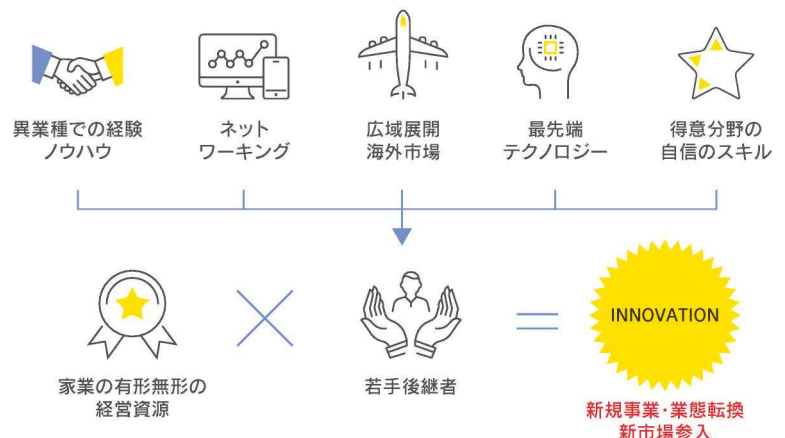 異業種での経験
ノウハウ
ネット
ワーキング
広域展開
海外市場
最先端
テクノロジー
得意分野の
自信のスキル
家業の有形無形の
経営資源
若手後継者
INNOVATION
新規事業・業態転換
新市場参入